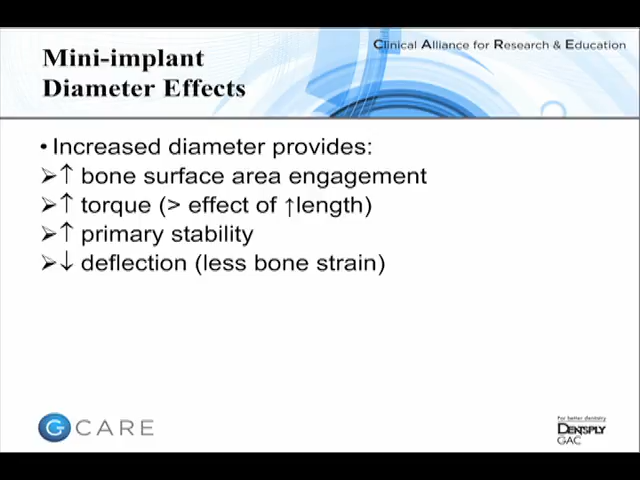 Clinical Alliance for Research & Education
Mini-implant
Diameter Effects
• Increased diameter provides:
➢↑ bone surface area engagement
➢↑ torque (> effect of ↑length)
➢↑ primary stability
➢↓ deflection (less bone strain)
G CARE
For better dentistry
DENTSPLY
GAC